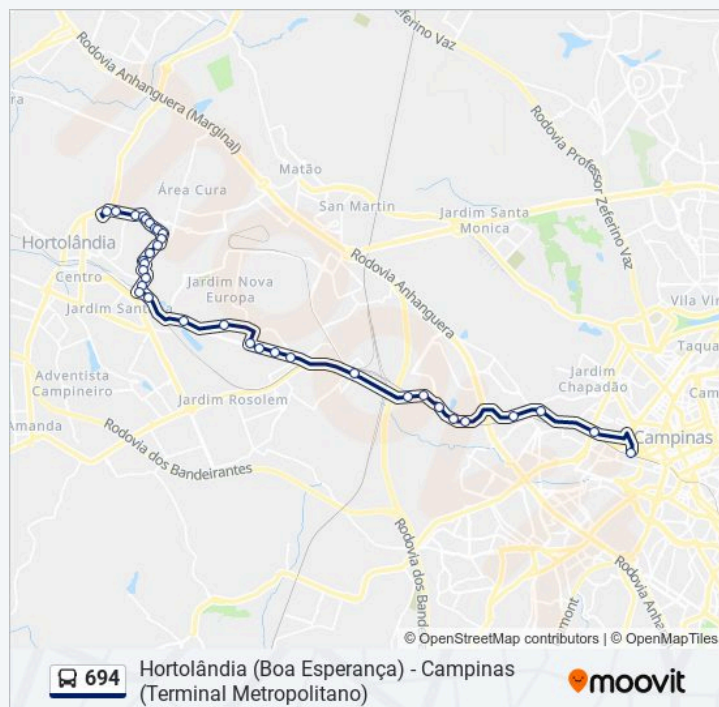 Rodovia Anhanguera (Marginal)
Zeferino Vaz
Rodovia Professor Zeferino Vaz
Matão
Área Cura
San Martin
Jardim Santa
Monica
Hortolândia
Centro
Jardim Nova
Europa
Rodovia Anhanguera
Jardim Santa
Vila Vir
Taqua
Jardim
Chapadão
Cam
Adventista
Campineiro
Jardim Rosolem
Amanda
Campinas
Rodovia dos Bandeirantes
Rodovia dos Band
Rodovia Anha
mont
© OpenStreetMap contributors | © OpenMapTiles
694
Hortolândia (Boa Esperança) - Campinas
(Terminal Metropolitano)
moovit